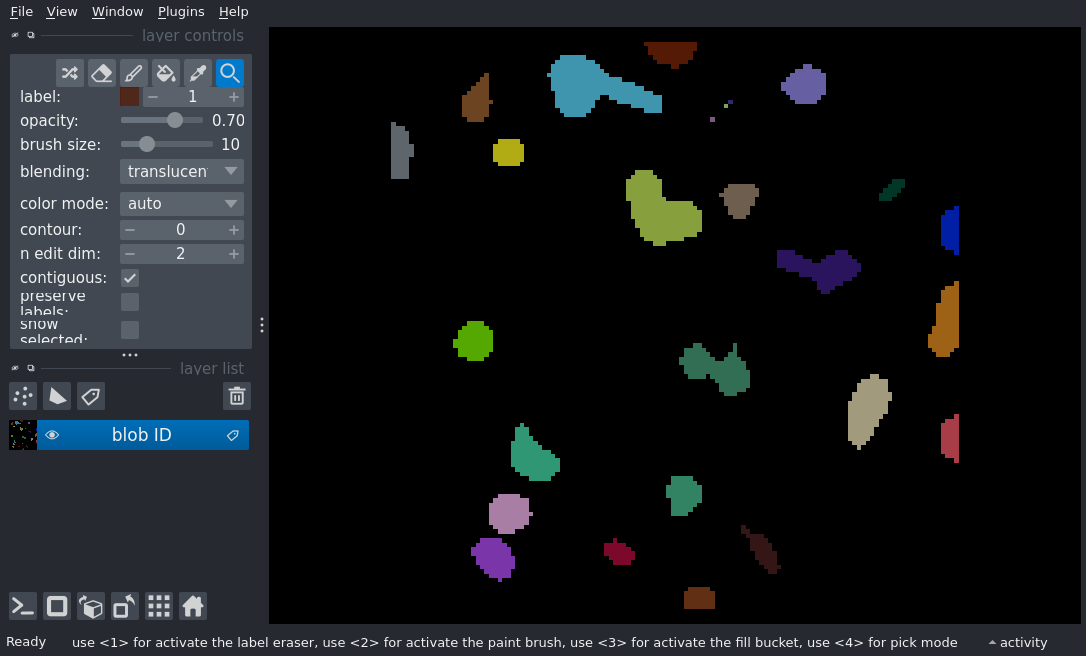 File View Window Plugins Help
layer controls
label: 1
opacity: 0.70
brush size: 10
blending: translucen
color mode: auto
contour: 0
n edit dim: 2
contiguous:
preserve
labels:
show
selected:
layer list
blob ID
Ready use <1> for activate the label eraser, use <2> for activate the paint brush, use <3> for activate the fill bucket, use <4> for pick mode activity